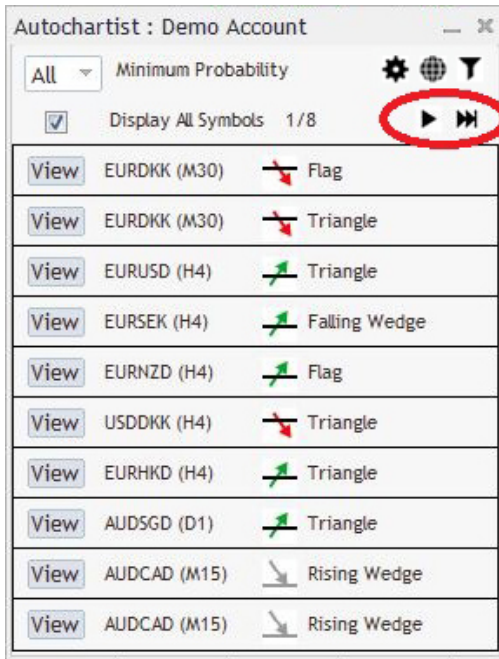 Autochartist : Demo Account
All Minimum Probability
Display All Symbols 1/8
View EURDKK (M30) Flag
View EURDKK (M30) Triangle
View EURUSD (H4) Triangle
View EURSEK (H4) Falling Wedge
View EURNZD (H4) Flag
View USDDKK (H4) Triangle
View EURHKD (H4) Triangle
View AUDSGD (D1) Triangle
View AUDCAD (M15) Rising Wedge
View AUDCAD (M15) Rising Wedge